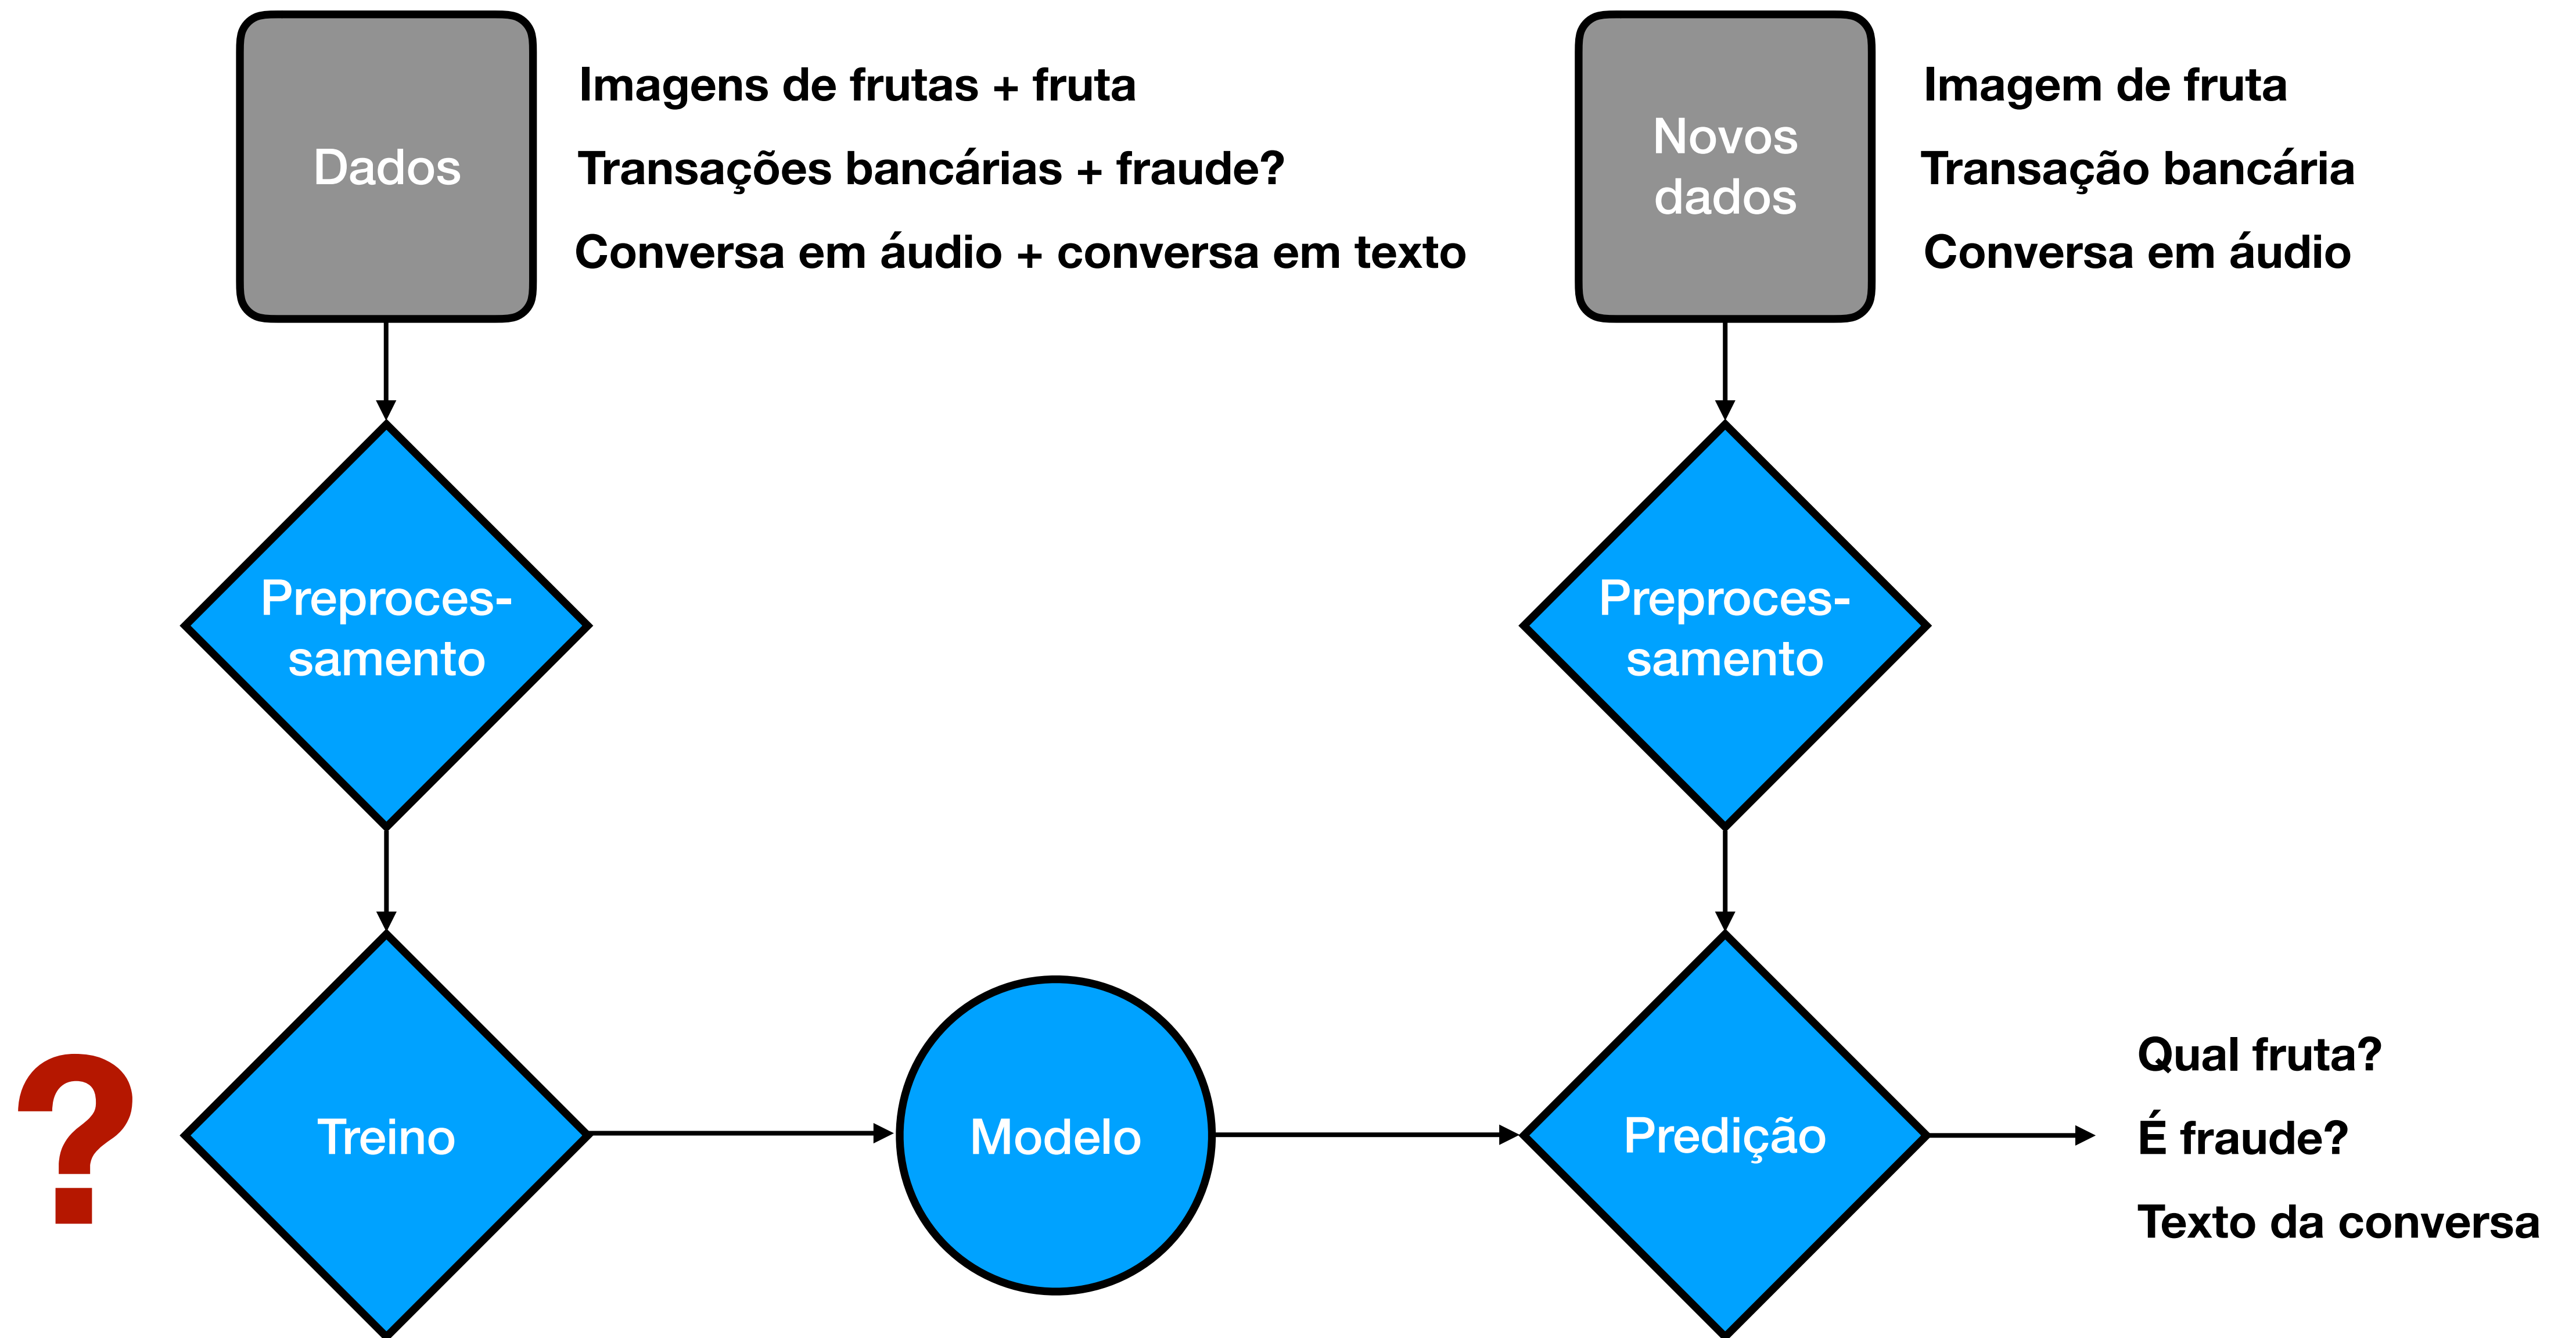 Dados
Imagens de frutas + fruta
Transações bancárias + fraude?
Conversa em áudio + conversa em texto
Novos
dados
Imagem de fruta
Transação bancária
Conversa em áudio
Preproces-
samento
Preproces-
samento
?
Treino
Modelo
Predição
Qual fruta?
É fraude?
Texto da conversa